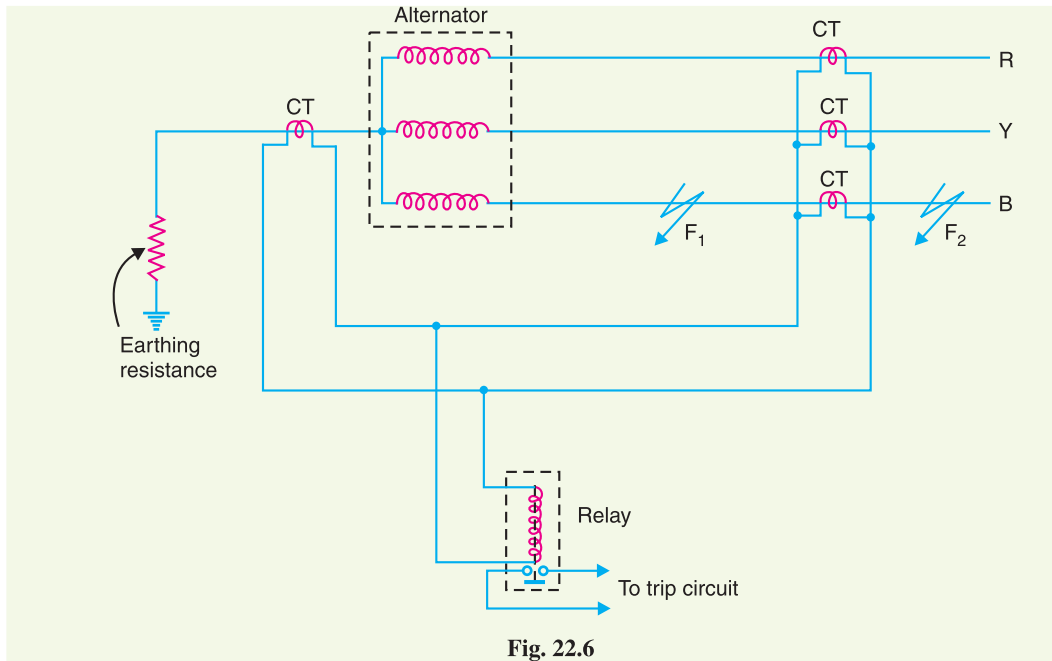 Alternator
CT
R
CT
CT
Y
CT
B
F1
F2
Earthing
resistance
Relay
To trip circuit
Fig. 22.6